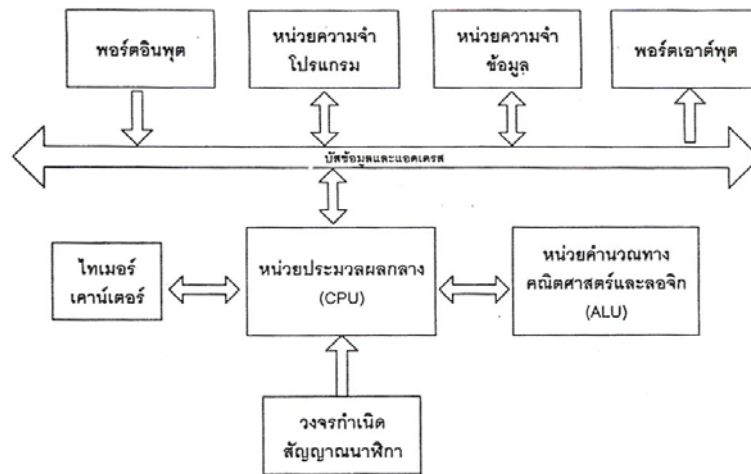 พอร์ตอินพุต
หน่วยความจำ
โปรแกรม
หน่วยความจำ
ข้อมูล
พอร์ตเอาต์พุต
บัสข้อมูลและแอดเดรส
ไทเมอร์
เคาน์เตอร์
หน่วยประมวลผลกลาง
(CPU)
หน่วยคำนวณทาง
คณิตศาสตร์และลอจิก
(ALU)
วงจรกำเนิด
สัญญาณนาฬิกา